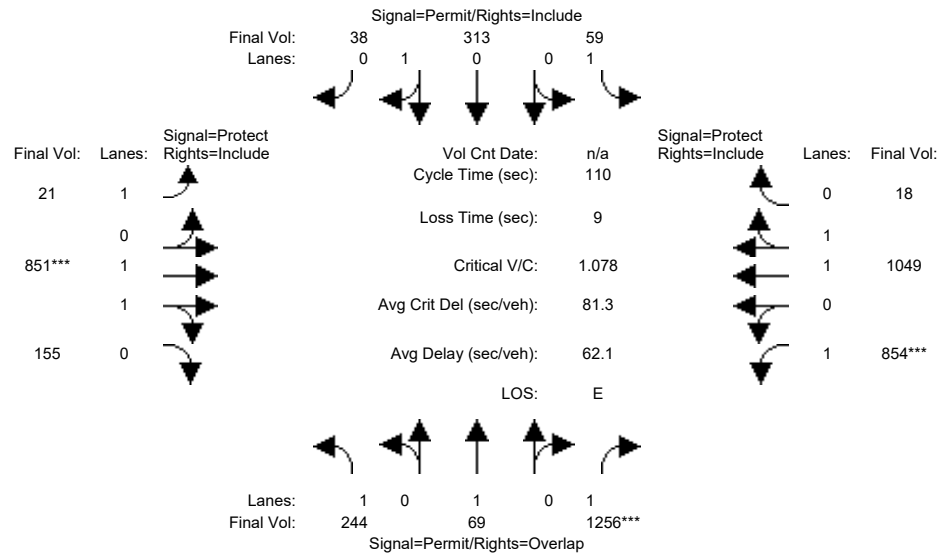 Signal=Permit/Rights=Include
Final Vol: 38 313 59
Lanes: 0 1 0 0 1
Signal=Protect Signal=Protect
Final Vol: Lanes: Rights=Include Vol Cnt Date: n/a Rights=Include Lanes: Final Vol:
Cycle Time (sec): 110
21 1 0 18
Loss Time (sec): 9
0 1
851*** 1 Critical V/C: 1.078 1 1049
1 Avg Crit Del (sec/veh): 81.3 0
155 0 Avg Delay (sec/veh): 62.1 1 854***
LOS: E
Lanes: 1 0 1 0 1
Final Vol: 244 69 1256***
Signal=Permit/Rights=Overlap